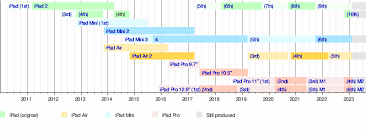 iPad (1st) iPad 2 (5th) (6th) (7th) (8th) (9th)
(3rd) (4th) (4th) (10th)
iPad Mini (1st)
iPad Mini 2
iPad Mini 3 4 (5th) (6th)
iPad Air
iPad Air 2 (3rd) (4th) (5th)
iPad Pro 9.7"
iPad Pro 10.5"
iPad Pro 11" (1st) (2nd) (3rd) M1 (4th) M2
iPad Pro 12.9" (1st) (2nd) (3rd) (4th) (5th) M1 (6th) M2
2011 2012 2013 2014 2015 2016 2017 2018 2019 2020 2021 2022 2023
iPad (original) iPad Air iPad Mini iPad Pro Still produced